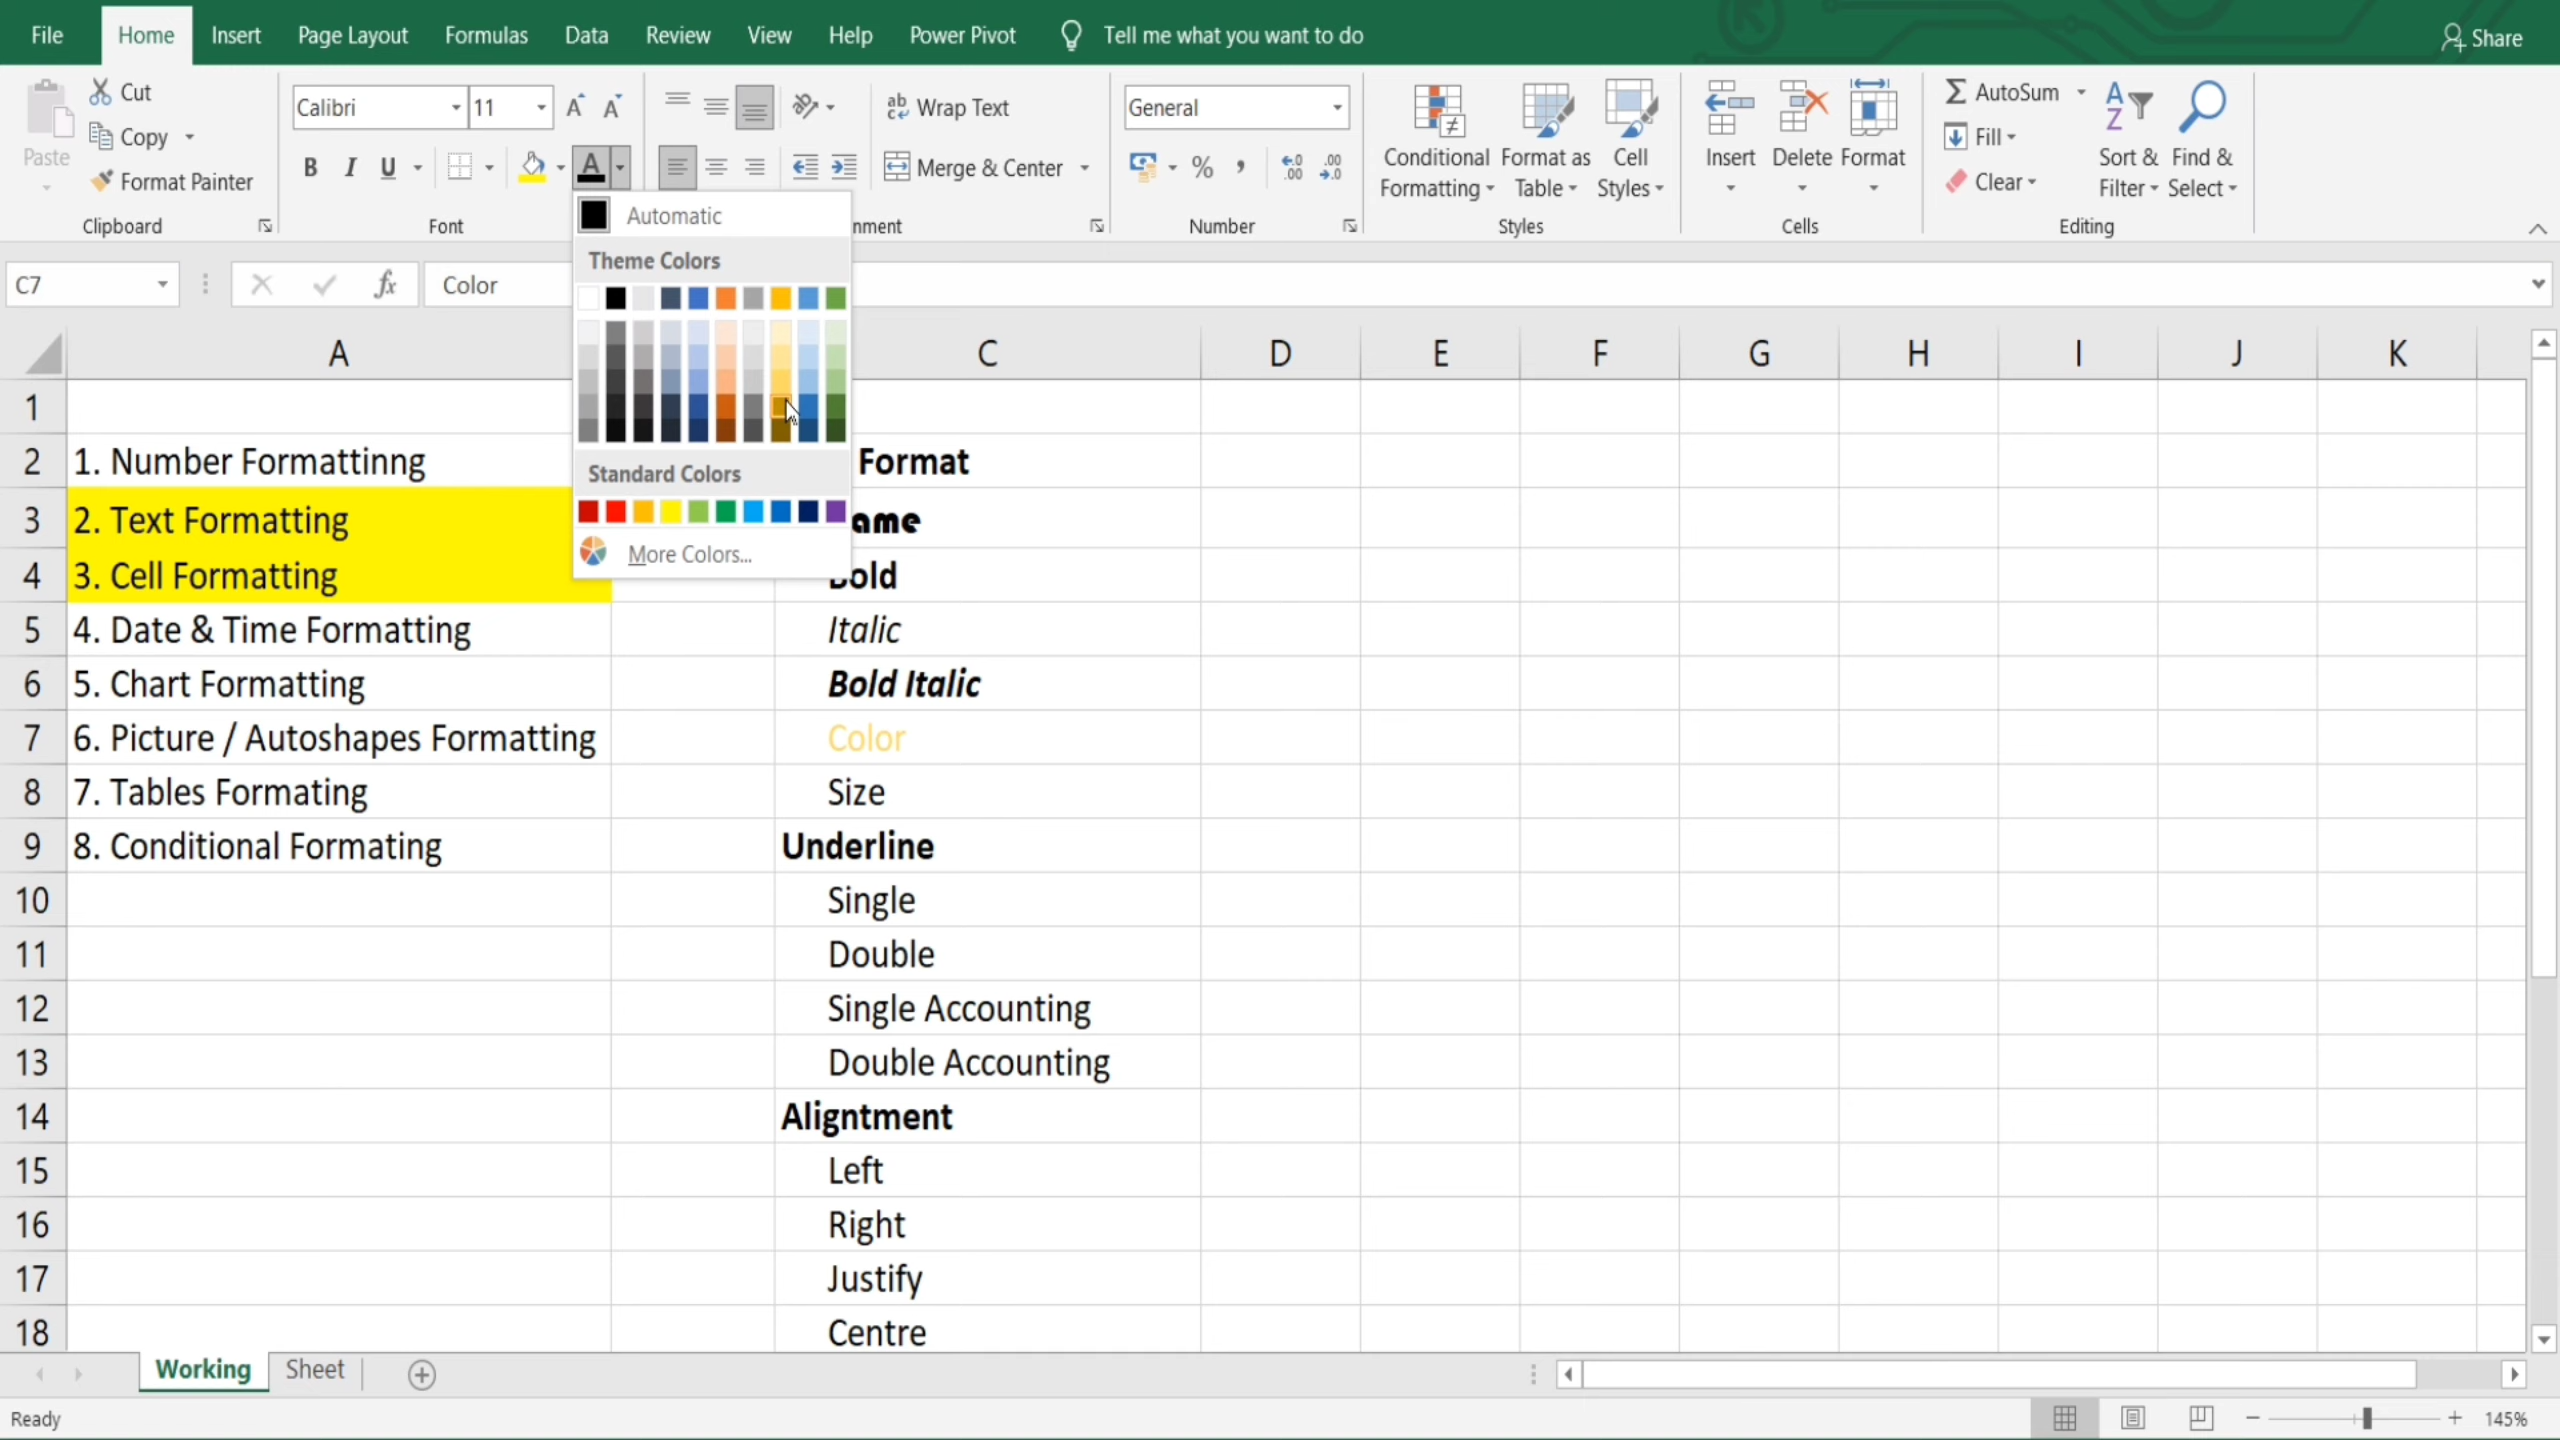 File Home Insert Page Layout Formulas Data Review View Help Power Pivot Tell me what you want to do Share
Paste Cut Copy Format Painter
Clipboard
Calibri 11
B I U A
Font
Wrap Text
Merge & Center
nment
General
%
Number
Conditional Formatting
Format as Table
Cell Styles
Styles
Insert Delete Format
Cells
AutoSum
Fill
Clear
Sort & Filter
Find & Select
Editing
C7 fx Color
Automatic
Theme Colors
Standard Colors
More Colors...
A C D E F G H I J K
1
2 1. Number Formattinng Format
3 2. Text Formatting ame
4 3. Cell Formatting Bold
5 4. Date & Time Formatting Italic
6 5. Chart Formatting Bold Italic
7 6. Picture / Autoshapes Formatting Color
8 7. Tables Formating Size
9 8. Conditional Formating Underline
10 Single
11 Double
12 Single Accounting
13 Double Accounting
14 Aligntment
15 Left
16 Right
17 Justify
18 Centre
Working Sheet
Ready 145%